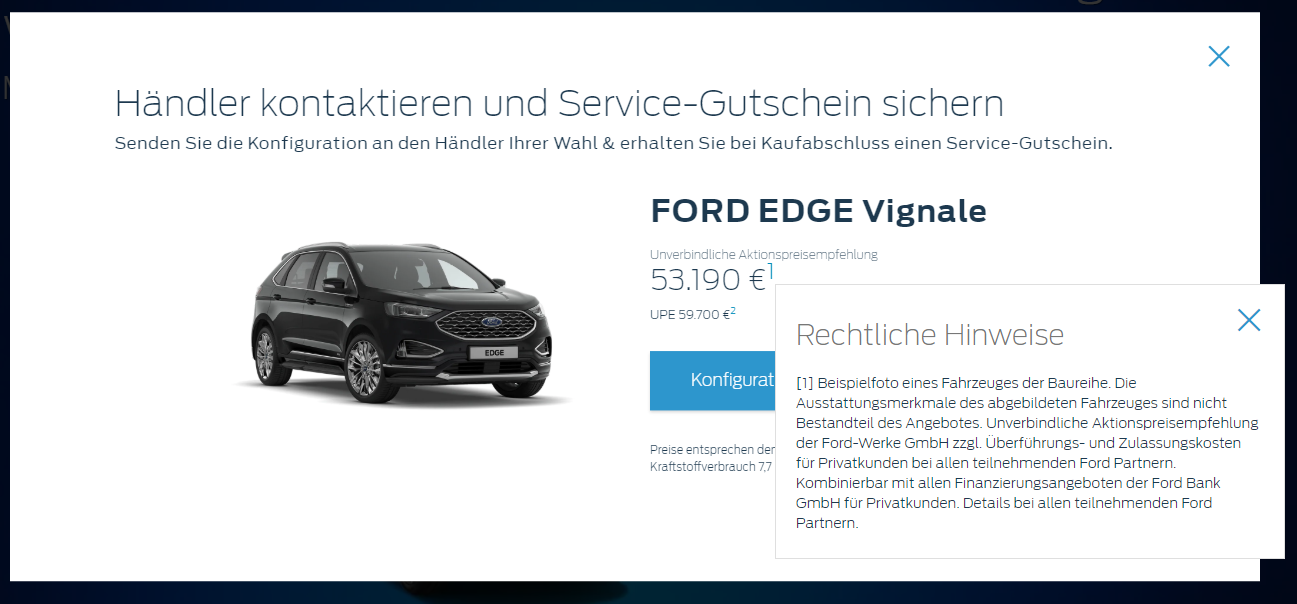 Händler kontaktieren und Service-Gutschein sichern
Senden Sie die Konfiguration an den Händler Ihrer Wahl & erhalten Sie bei Kaufabschluss einen Service-Gutschein.
FORD EDGE Vignale
Unverbindliche Aktionspreisempfehlung
53.190 €1
UPE 59.700 €2
Konfigurat
Preise entsprechen der
Kraftstoffverbrauch 7,7
Ford
EDGE
Rechtliche Hinweise
[1] Beispielfoto eines Fahrzeuges der Baureihe. Die
Ausstattungsmerkmale des abgebildeten Fahrzeuges sind nicht
Bestandteil des Angebotes. Unverbindliche Aktionspreisempfehlung
der Ford-Werke GmbH zzgl. Überführungs- und Zulassungskosten
für Privatkunden bei allen teilnehmenden Ford Partnern.
Kombinierbar mit allen Finanzierungsangeboten der Ford Bank
GmbH für Privatkunden. Details bei allen teilnehmenden Ford
Partnern.